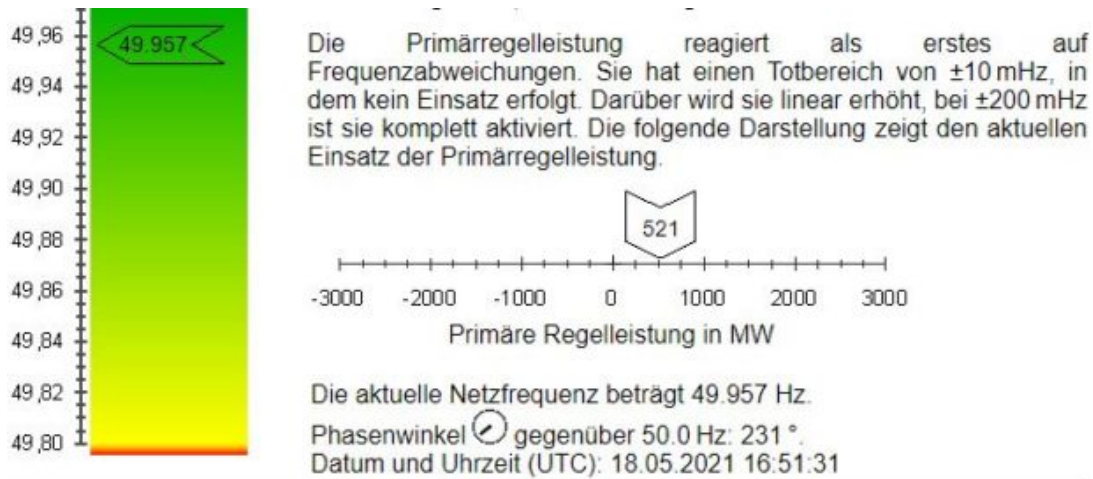 49,96
49.957
49,94
49,92
49,90
49,88
49,86
49,84
49,82
49,80
Die Primärregelleistung reagiert als erstes auf
Frequenzabweichungen. Sie hat einen Totbereich von ±10 mHz, in
dem kein Einsatz erfolgt. Darüber wird sie linear erhöht, bei ±200 mHz
ist sie komplett aktiviert. Die folgende Darstellung zeigt den aktuellen
Einsatz der Primärregelleistung.
521
-3000 -2000 -1000 0 1000 2000 3000
Primäre Regelleistung in MW
Die aktuelle Netzfrequenz beträgt 49.957 Hz.
Phasenwinkel gegenüber 50.0 Hz: 231 °.
Datum und Uhrzeit (UTC): 18.05.2021 16:51:31